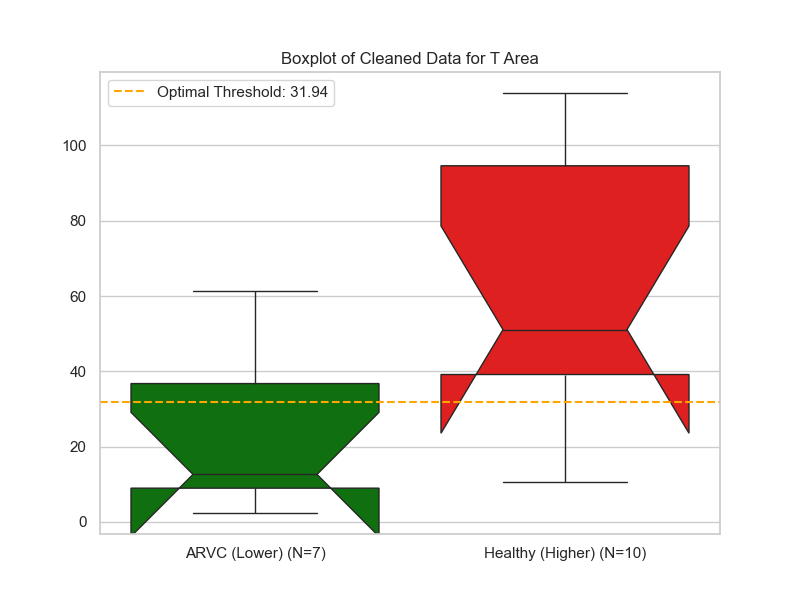 Boxplot of Cleaned Data for T Area
Optimal Threshold: 31.94
100
80
60
40
20
0
ARVC (Lower) (N=7)
Healthy (Higher) (N=10)